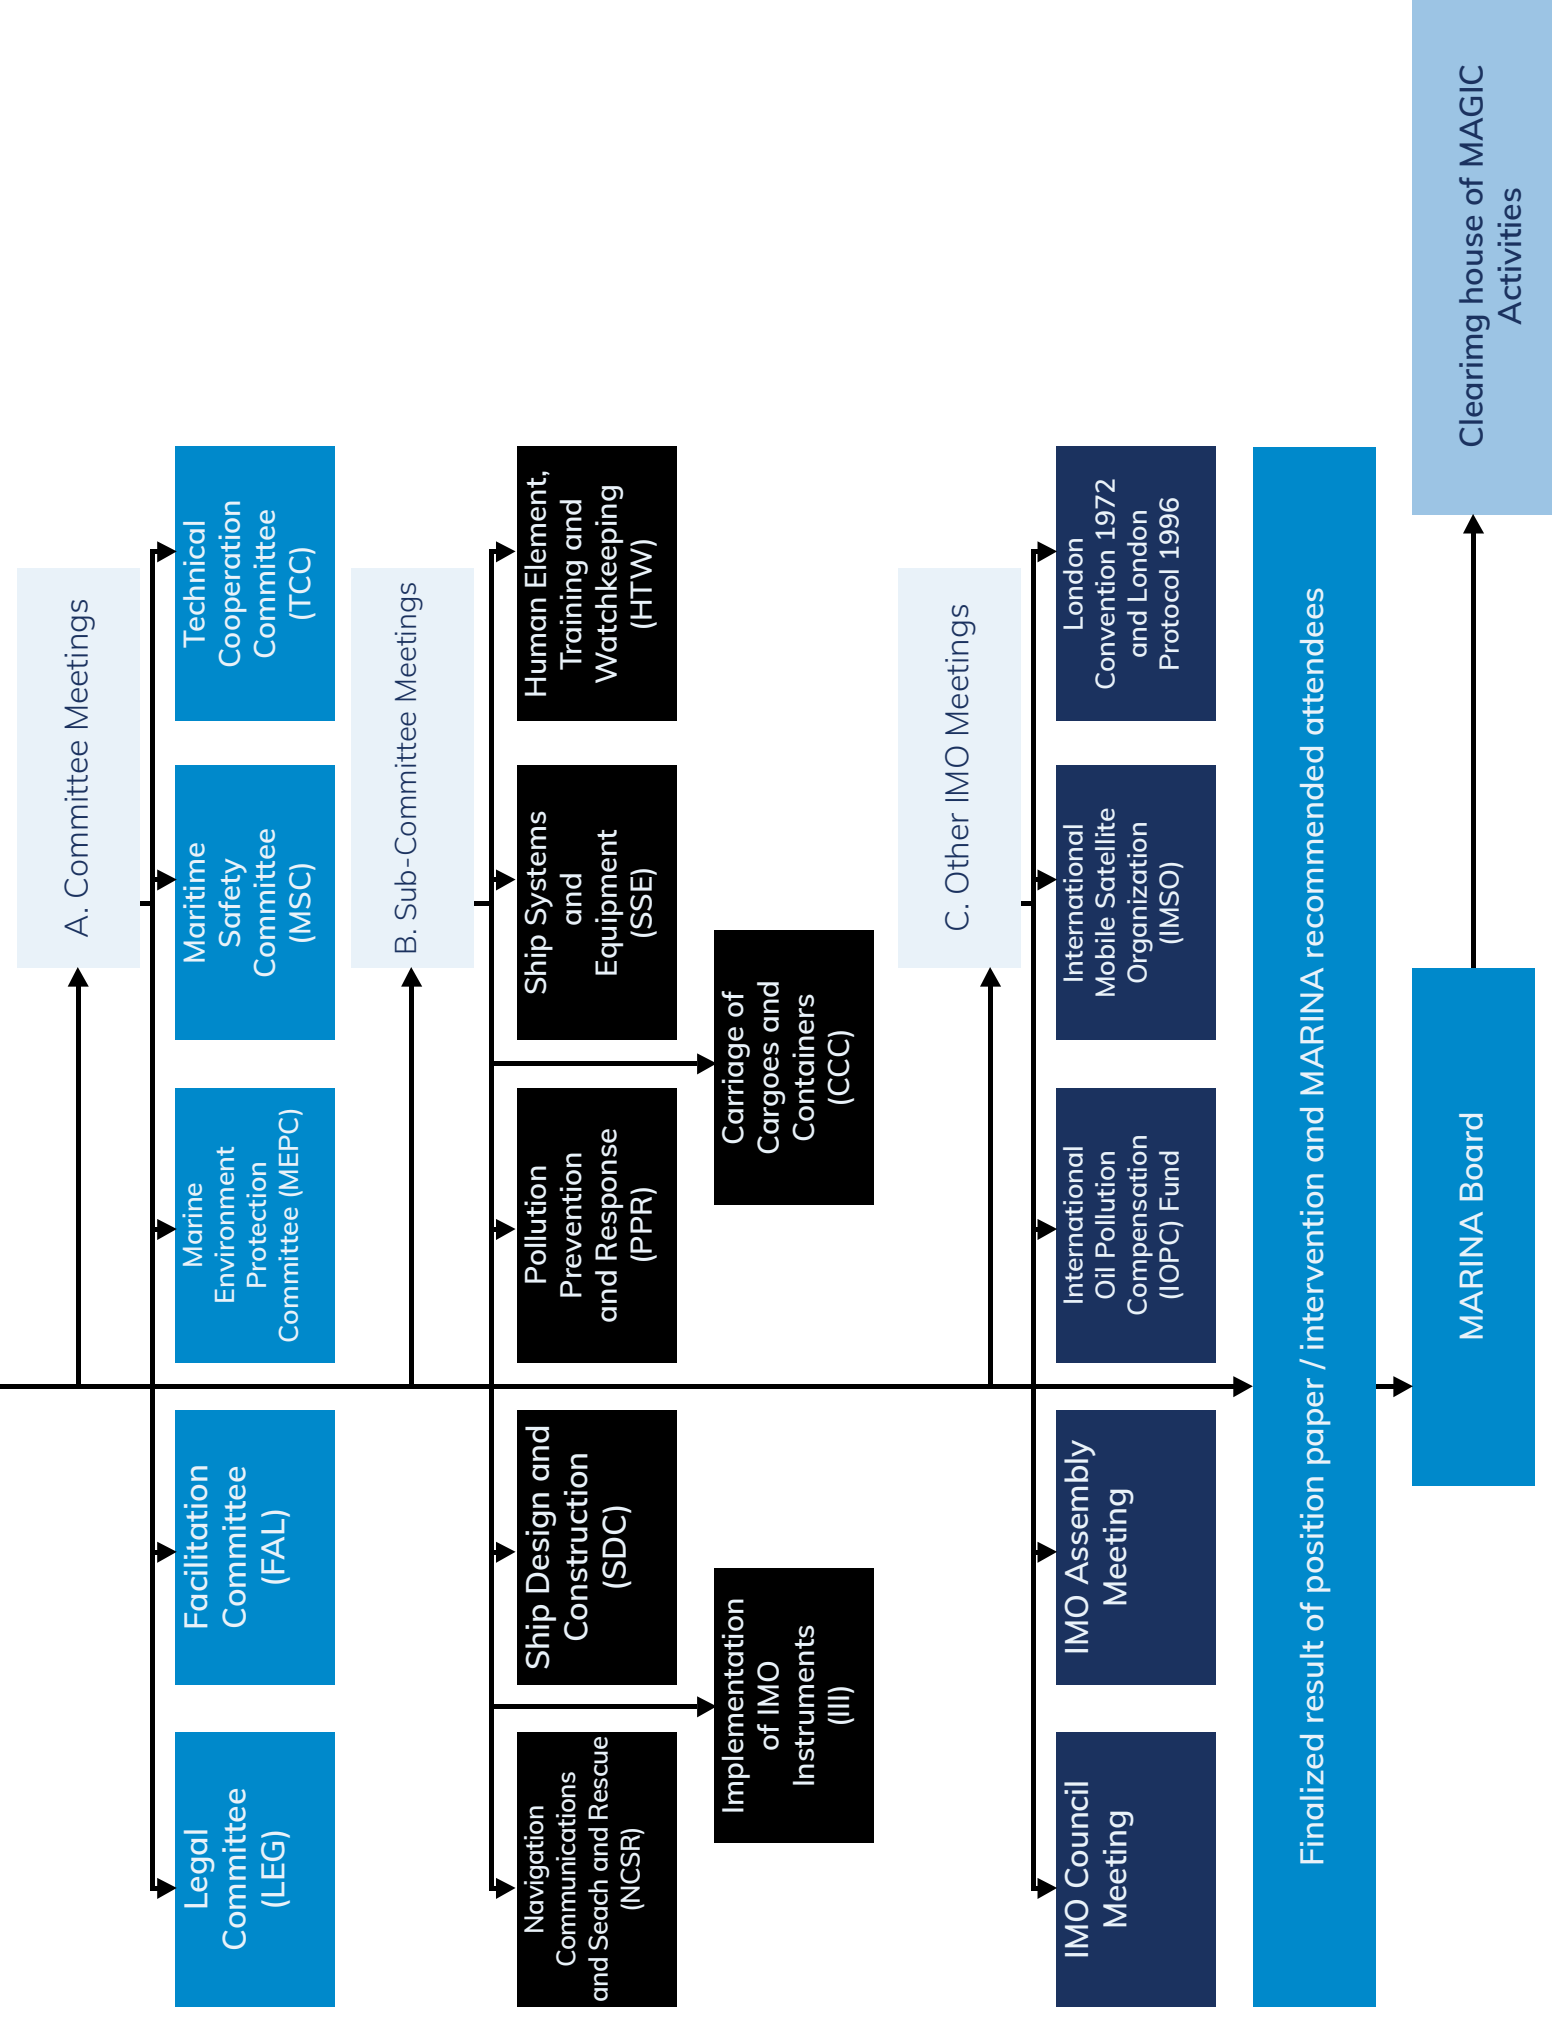 A. Committee Meetings
Legal
Committee
(LEG)
Facilitation
Committee
(FAL)
Marine
Environment
Protection
Committee (MEPC)
Maritime
Safety
Committee
(MSC)
Technical
Cooperation
Committee
(TCC)
B. Sub-Committee Meetings
Navigation
Communications
and Seach and Rescue
(NCSR)
Ship Design and
Construction
(SDC)
Pollution
Prevention
and Response
(PPR)
Ship Systems
and
Equipment
(SSE)
Human Element,
Training and
Watchkeeping
(HTW)
Implementation
of IMO
Instruments
(III)
Carriage of
Cargoes and
Containers
(CCC)
C. Other IMO Meetings
IMO Council
Meeting
IMO Assembly
Meeting
International
Oil Pollution
Compensation
(IOPC) Fund
International
Mobile Satellite
Organization
(IMSO)
London
Convention 1972
and London
Protocol 1996
Finalized result of position paper / intervention and MARINA recommended attendees
MARINA Board
Clearimg house of MAGIC
Activities